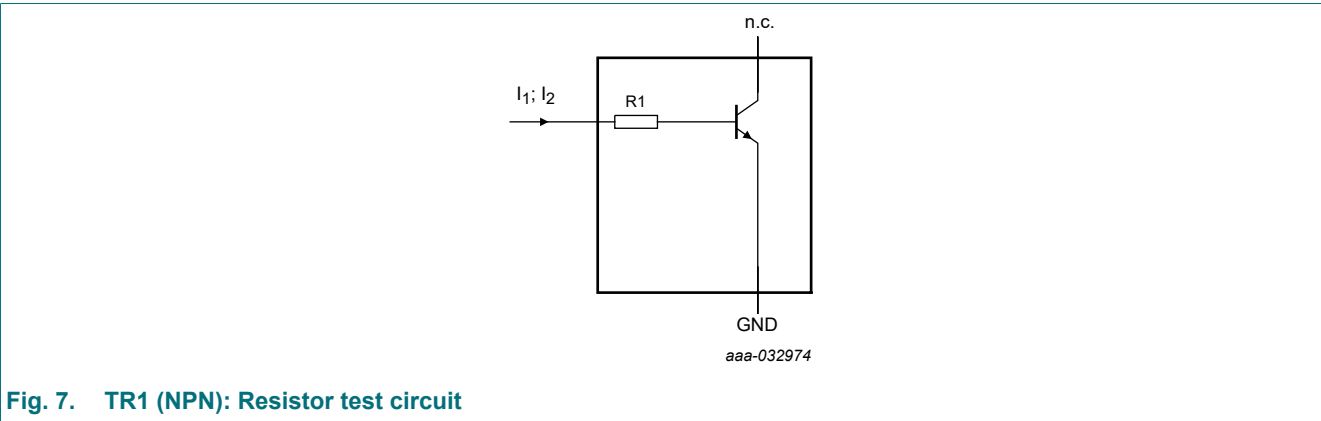 n.c.
I1; I2
R1
GND
aaa-032974
Fig. 7. TR1 (NPN): Resistor test circuit